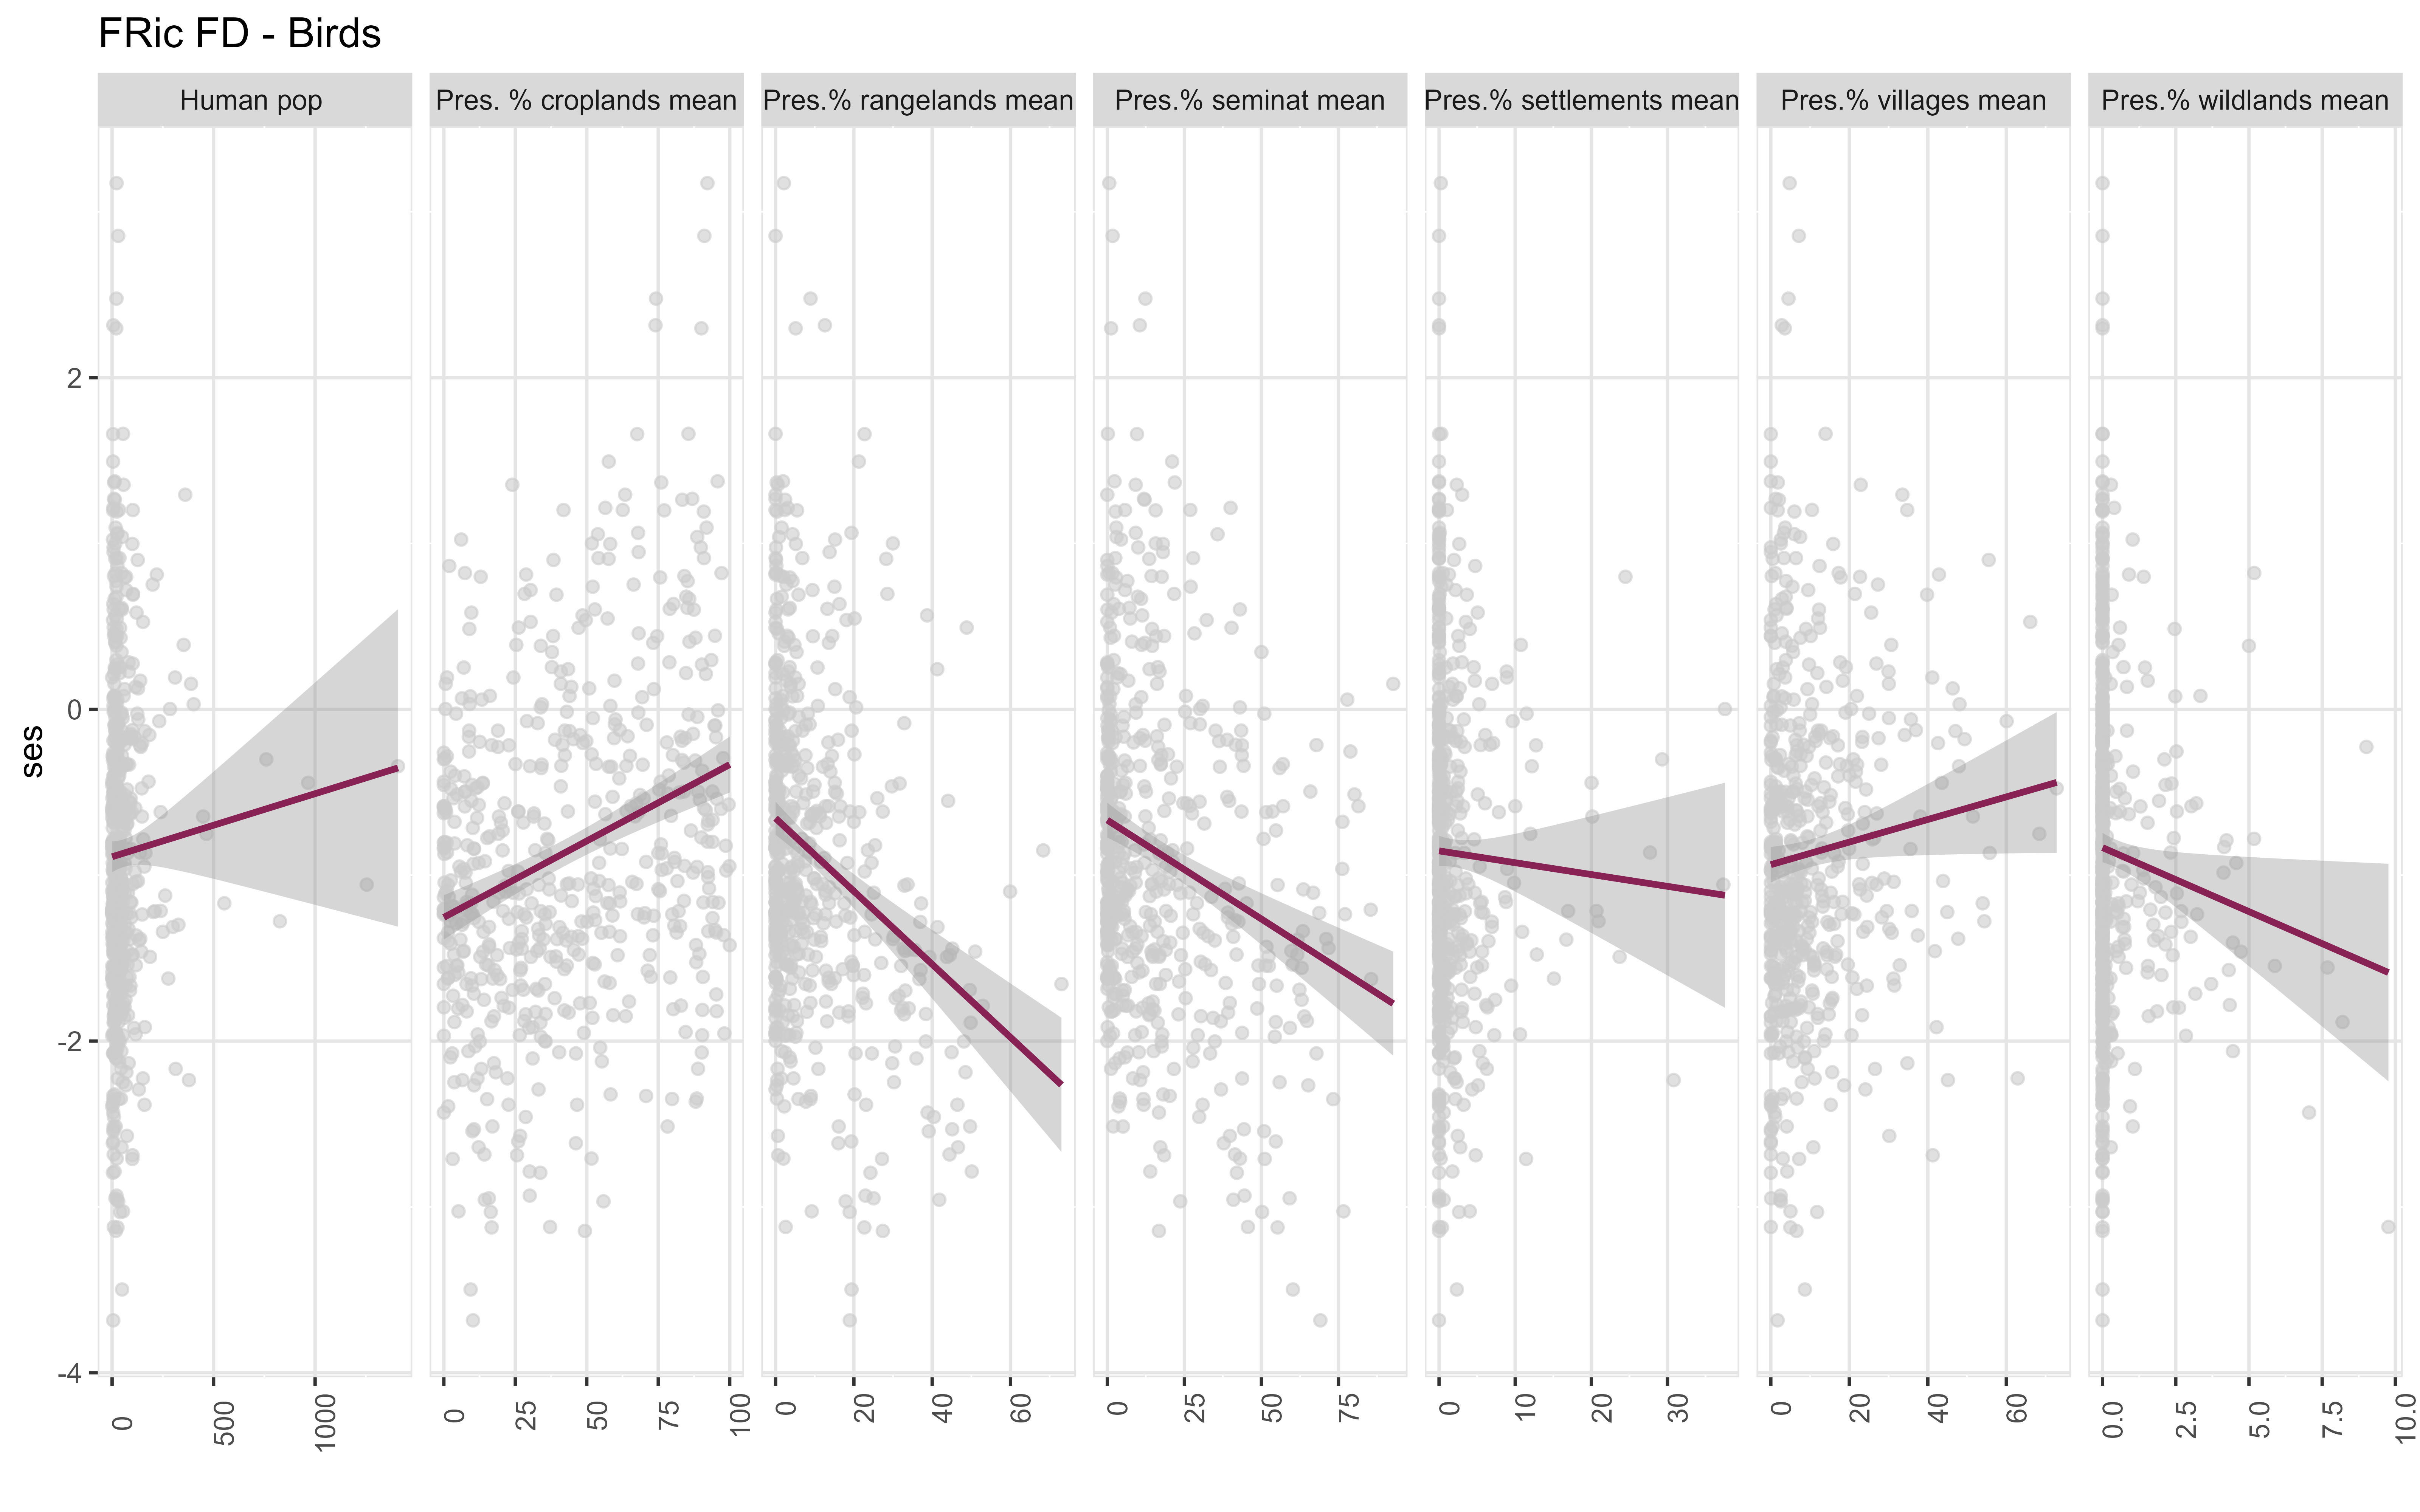 FRic FD - Birds
Human pop
Pres. % croplands mean
Pres.% rangelands mean
Pres.% seminat mean
Pres.% settlements mean
Pres.% villages mean
Pres.% wildlands mean
ses
2
0
-2
-4
0 500 1000
0 25 50 75 100
0 20 40 60
0 25 50 75
0 10 20 30
0 20 40 60
0.0 2.5 5.0 7.5 10.0